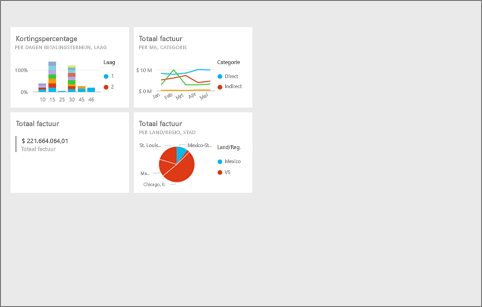 Kortingspercentage
PER DAGEN BETALINGSTERMIJN, LAAG
Laag
100%
0%
10 15 25 30 45 46
1
2
Totaal factuur
PER MA, CATEGORIE
Categorie
$ 10 M
$ 0 M
Jan Feb Mrt Apr Mei
Direct
Indirect
Totaal factuur
$ 221.664.064,01
Totaal factuur
Totaal factuur
PER LAND/REGIO, STAD
Land/Reg.
St. Louis...
Mexico-St...
Mo...
Chicago, IL
Mexico
VS